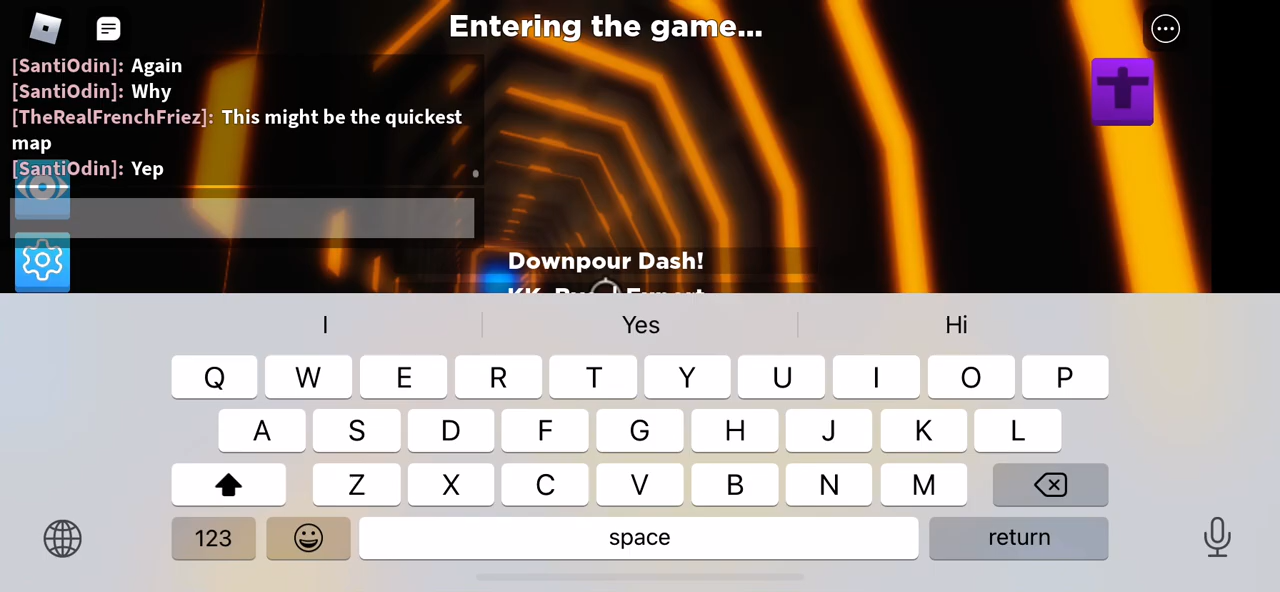 Entering the game...
[SantiOdin]: Again
[SantiOdin]: Why
[TheRealFrenchFriez]: This might be the quickest
map
[SantiOdin]: Yep
Downpour Dash!
I Yes Hi
Q W E R T Y U I O P
A S D F G H J K L
Z X C V B N M
123 space return